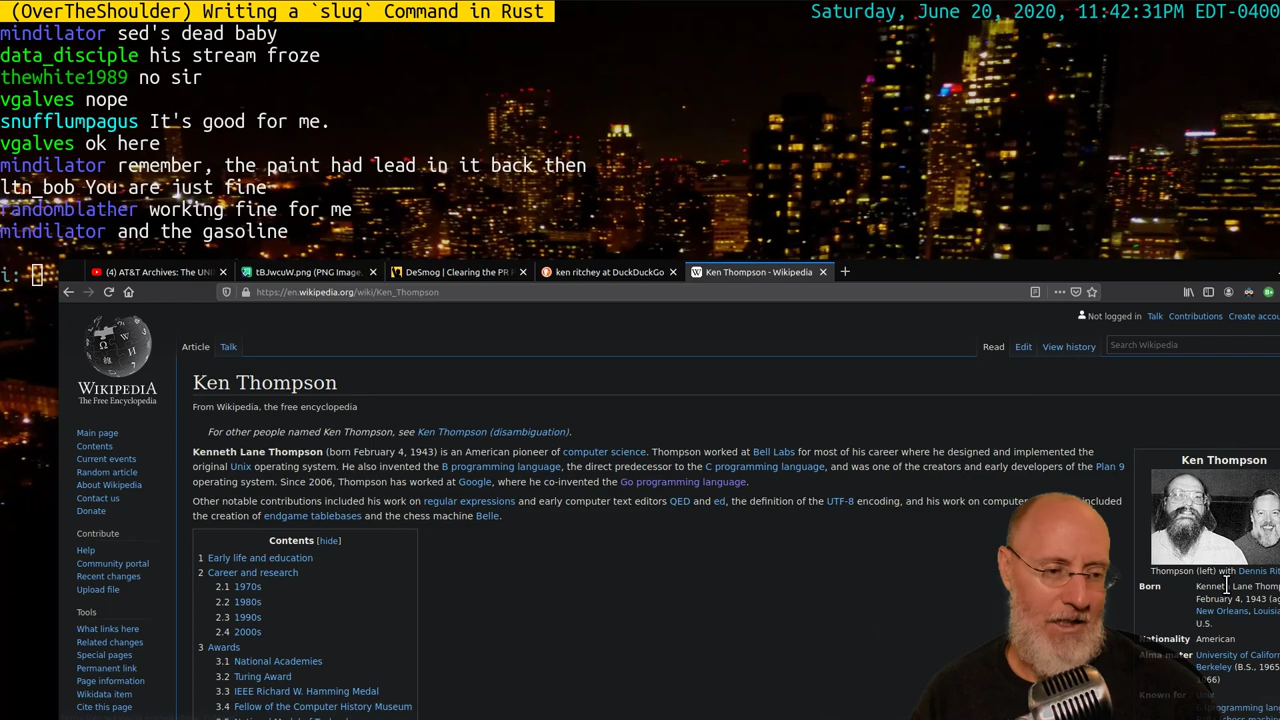 (OverTheShoulder) Writing a `slug` Command in Rust
Saturday, June 20, 2020, 11:42:31PM EDT-0400
mindilator sed's dead baby
data_disciple his stream froze
thewhite1989 no sir
vgalves nope
snufflumpagus It's good for me.
vgalves ok here
mindilator remember, the paint had lead in it back then
ltn_bob You are just fine
randomblather working fine for me
mindilator and the gasoline
i:
(4) AT&T Archives: The UNI
tBJwcuW.png (PNG Image,
DeSmog | Clearing the PR P
ken ritchey at DuckDuckGo
Ken Thompson - Wikipedia
https://en.wikipedia.org/wiki/Ken_Thompson
Not logged in Talk Contributions Create accou
Article Talk
Read Edit View history
Search Wikipedia
WIKIPEDIA
The Free Encyclopedia
Main page
Contents
Current events
Random article
About Wikipedia
Contact us
Donate
Contribute
Help
Community portal
Recent changes
Upload file
Tools
What links here
Related changes
Special pages
Permanent link
Page information
Wikidata item
Cite this page
Ken Thompson
From Wikipedia, the free encyclopedia
For other people named Ken Thompson, see Ken Thompson (disambiguation).
Kenneth Lane Thompson (born February 4, 1943) is an American pioneer of computer science. Thompson worked at Bell Labs for most of his career where he designed and implemented the
original Unix operating system. He also invented the B programming language, the direct predecessor to the C programming language, and was one of the creators and early developers of the Plan 9
operating system. Since 2006, Thompson has worked at Google, where he co-invented the Go programming language.
Other notable contributions included his work on regular expressions and early computer text editors QED and ed, the definition of the UTF-8 encoding, and his work on computer included
the creation of endgame tablebases and the chess machine Belle.
Contents [hide]
1 Early life and education
2 Career and research
2.1 1970s
2.2 1980s
2.3 1990s
2.4 2000s
3 Awards
3.1 National Academies
3.2 Turing Award
3.3 IEEE Richard W. Hamming Medal
3.4 Fellow of the Computer History Museum
Ken Thompson
Thompson (left) with Dennis Rit
Born
Kenneth Lane Thomp
February 4, 1943 (ag
New Orleans, Louisia
U.S.
Nationality American
Alma mater University of Califor
Berkeley (B.S., 1965
1966)
Known for Unix